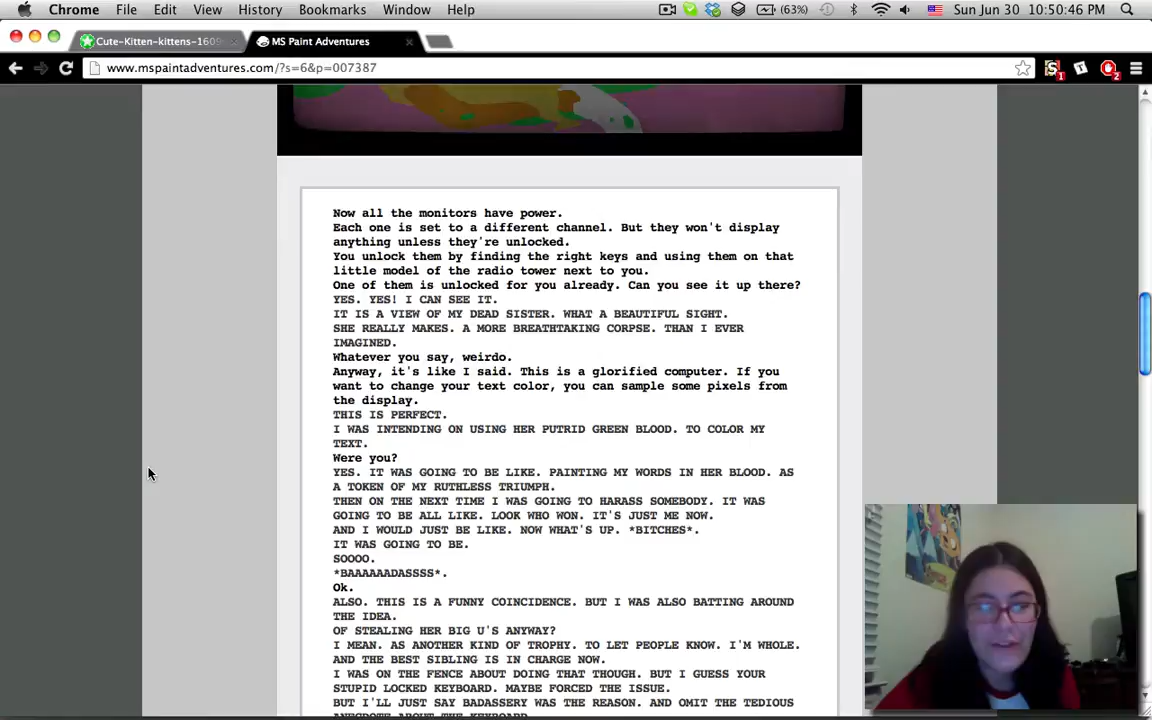 Chrome File Edit View History Bookmarks Window Help (63%) Sun Jun 30 10:50:46 PM
Cute-Kitten-kittens-1609 MS Paint Adventures
www.mspaintadventures.com/?s=6&p=007387
Now all the monitors have power.
Each one is set to a different channel. But they won't display
anything unless they're unlocked.
You unlock them by finding the right keys and using them on that
little model of the radio tower next to you.
One of them is unlocked for you already. Can you see it up there?
YES. YES! I CAN SEE IT.
IT IS A VIEW OF MY DEAD SISTER. WHAT A BEAUTIFUL SIGHT.
SHE REALLY MAKES. A MORE BREATHTAKING CORPSE. THAN I EVER
IMAGINED.
Whatever you say, weirdo.
Anyway, it's like I said. This is a glorified computer. If you
want to change your text color, you can sample some pixels from
the display.
THIS IS PERFECT.
I WAS INTENDING ON USING HER PUTRID GREEN BLOOD. TO COLOR MY
TEXT.
Were you?
YES. IT WAS GOING TO BE LIKE. PAINTING MY WORDS IN HER BLOOD. AS
A TOKEN OF MY RUTHLESS TRIUMPH.
THEN ON THE NEXT TIME I WAS GOING TO HARASS SOMEBODY. IT WAS
GOING TO BE ALL LIKE. LOOK WHO WON. IT'S JUST ME NOW.
AND I WOULD JUST BE LIKE. NOW WHAT'S UP. *BITCHES*.
IT WAS GOING TO BE.
SOOOO.
*BAAAAAADASSSS*.
Ok.
ALSO. THIS IS A FUNNY COINCIDENCE. BUT I WAS ALSO BATTING AROUND
THE IDEA.
OF STEALING HER BIG U'S ANYWAY?
I MEAN. AS ANOTHER KIND OF TROPHY. TO LET PEOPLE KNOW. I'M WHOLE.
AND THE BEST SIBLING IS IN CHARGE NOW.
I WAS ON THE FENCE ABOUT DOING THAT THOUGH. BUT I GUESS YOUR
STUPID LOCKED KEYBOARD. MAYBE FORCED THE ISSUE.
BUT I'LL JUST SAY BADASSERY WAS THE REASON. AND OMIT THE TEDIOUS
ANECDOTE ABOUT THE KEYBOARD.